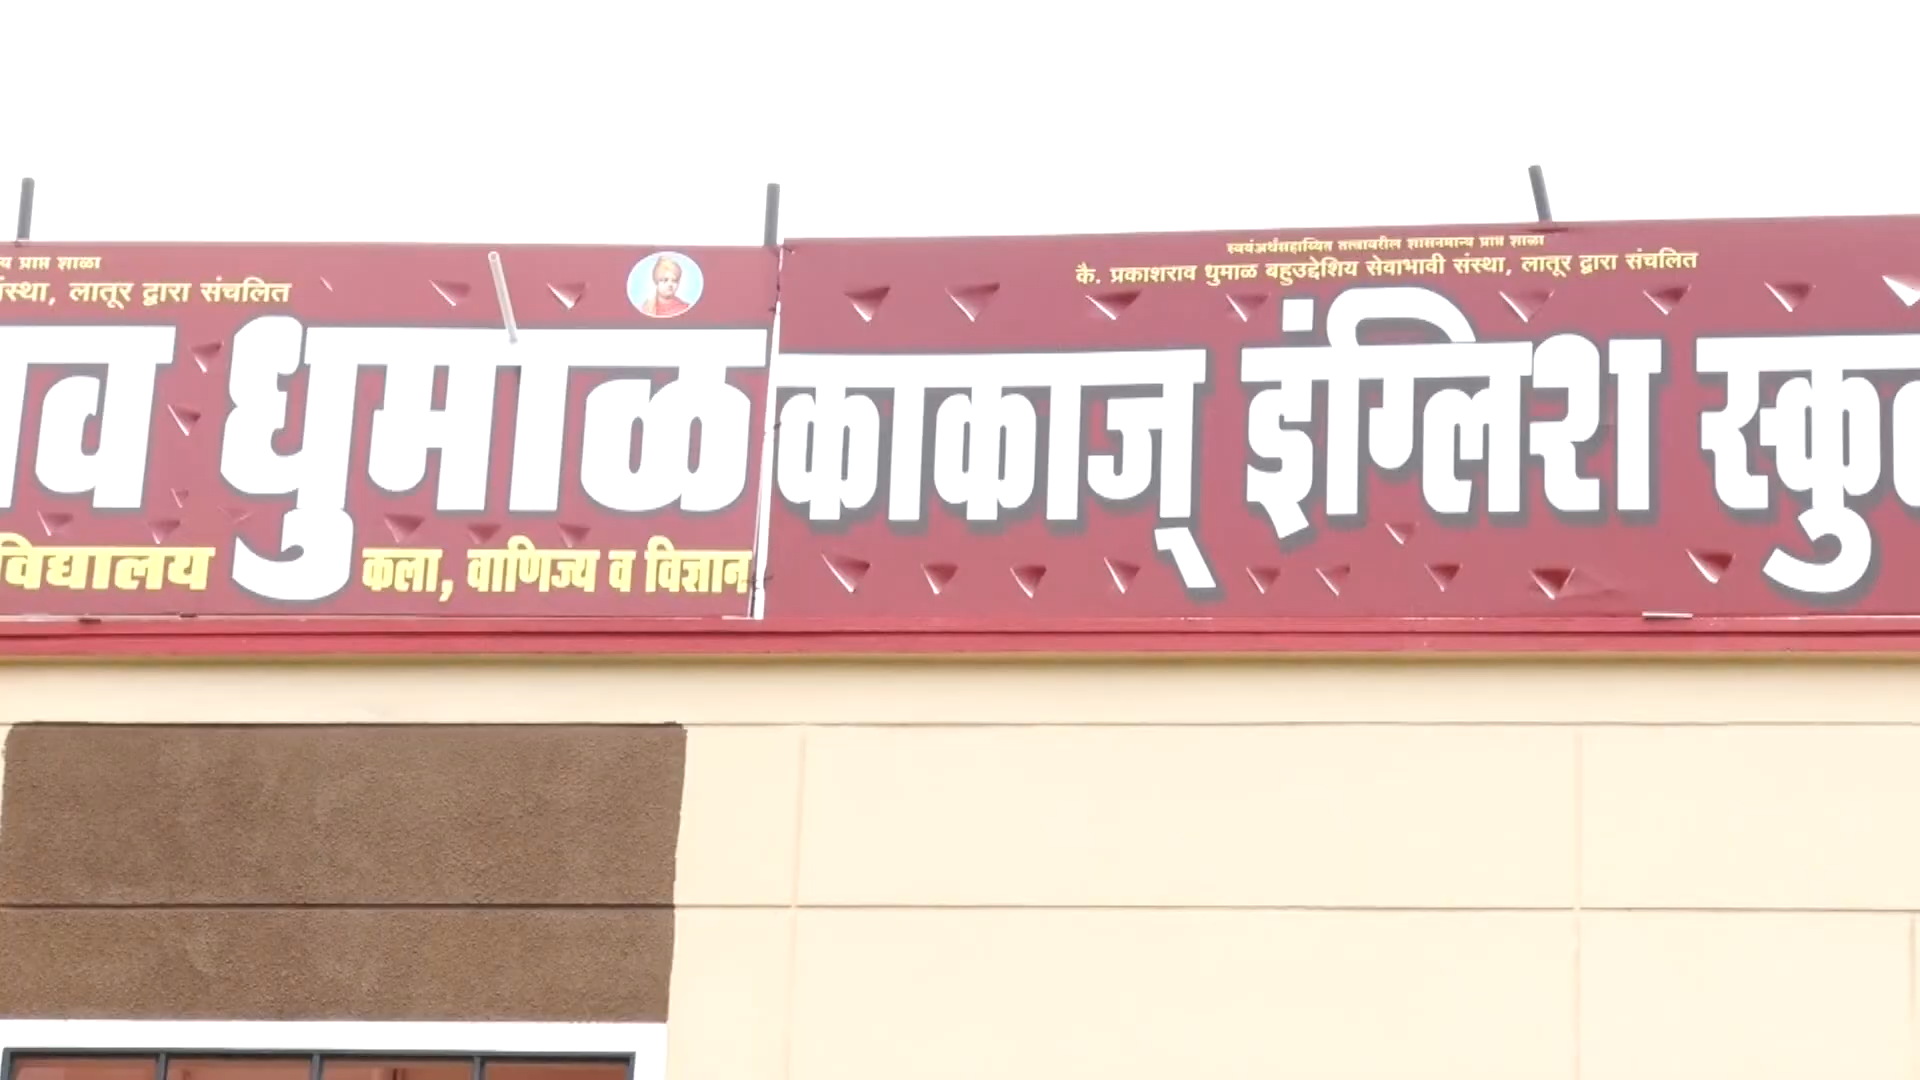 य प्राप्त शाळा
संस्था, लातूर द्वारा संचलित
व धुमाळ
विद्यालय कला, वाणिज्य व विज्ञान
स्वयंअर्थसहाय्यित तत्वावरील शासनमान्य प्राप्त शाळा
कै. प्रकाशराव धुमाळ बहुउद्देशिय सेवाभावी संस्था, लातूर द्वारा संचलित
काकाज् इंग्लिश स्कुल